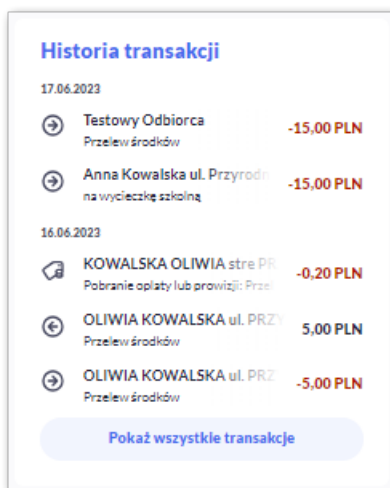 Historia transakcji
17.06.2023
Testowy Odbiorca
-15,00 PLN
Przelew środków
Anna Kowalska ul. Przyrodn
-15,00 PLN
na wycieczkę szkolną
16.06.2023
KOWALSKA OLIWIA stre PR
-0,20 PLN
Pobranie opłaty lub prowizji: Przel
OLIWIA KOWALSKA ul. PRZY
5,00 PLN
Przelew środków
OLIWIA KOWALSKA ul. PRZY
-5,00 PLN
Przelew środków
Pokaż wszystkie transakcje